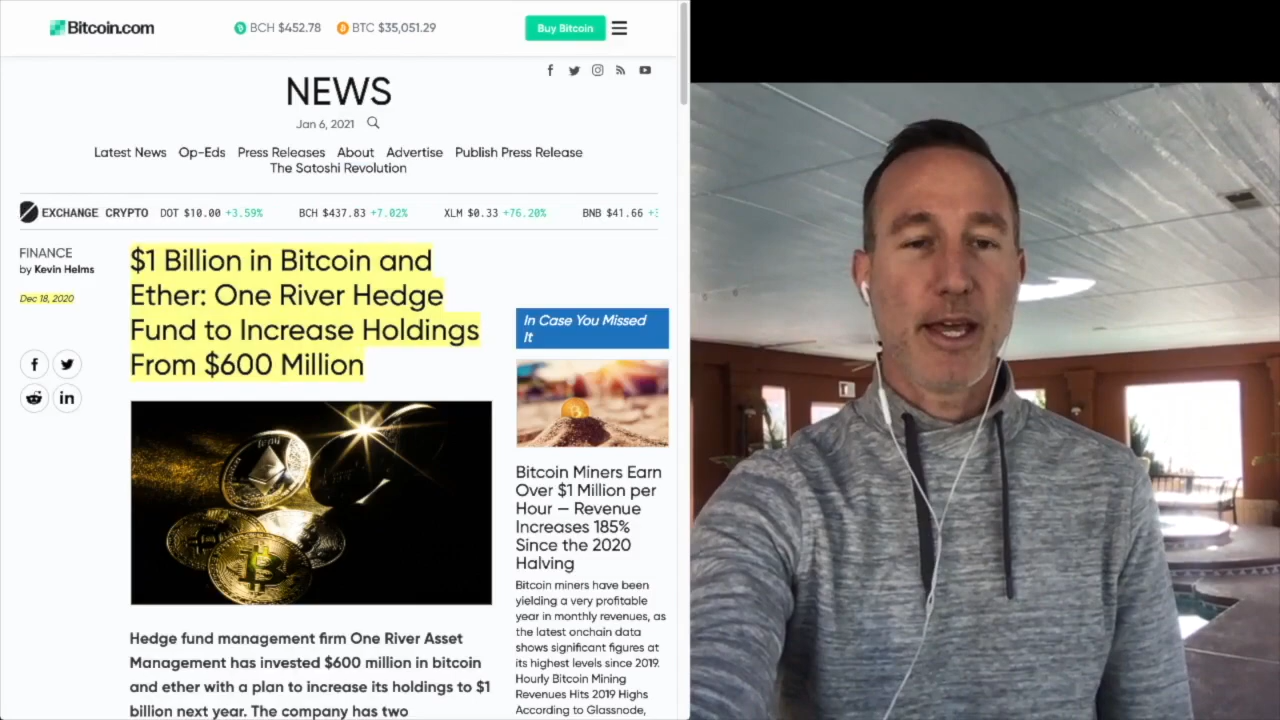 Bitcoin.com
BCH $452.78 BTC $35,051.29
Buy Bitcoin
NEWS
Jan 6, 2021
Latest News Op-Eds Press Releases About Advertise Publish Press Release
The Satoshi Revolution
EXCHANGE CRYPTO DOT $10.00 +3.59% BCH $437.83 +7.02% XLM $0.33 +76.20% BNB $41.66
FINANCE
by Kevin Helms
Dec 18, 2020
$1 Billion in Bitcoin and
Ether: One River Hedge
Fund to Increase Holdings
From $600 Million
Hedge fund management firm One River Asset
Management has invested $600 million in bitcoin
and ether with a plan to increase its holdings to $1
billion next year. The company has two
In Case You Missed
It
Bitcoin Miners Earn
Over $1 Million per
Hour — Revenue
Increases 185%
Since the 2020
Halving
Bitcoin miners have been
yielding a very profitable
year in monthly revenues, as
the latest onchain data
shows significant figures at
its highest levels since 2019.
Hourly Bitcoin Mining
Revenues Hits 2019 Highs
According to Glassnode,